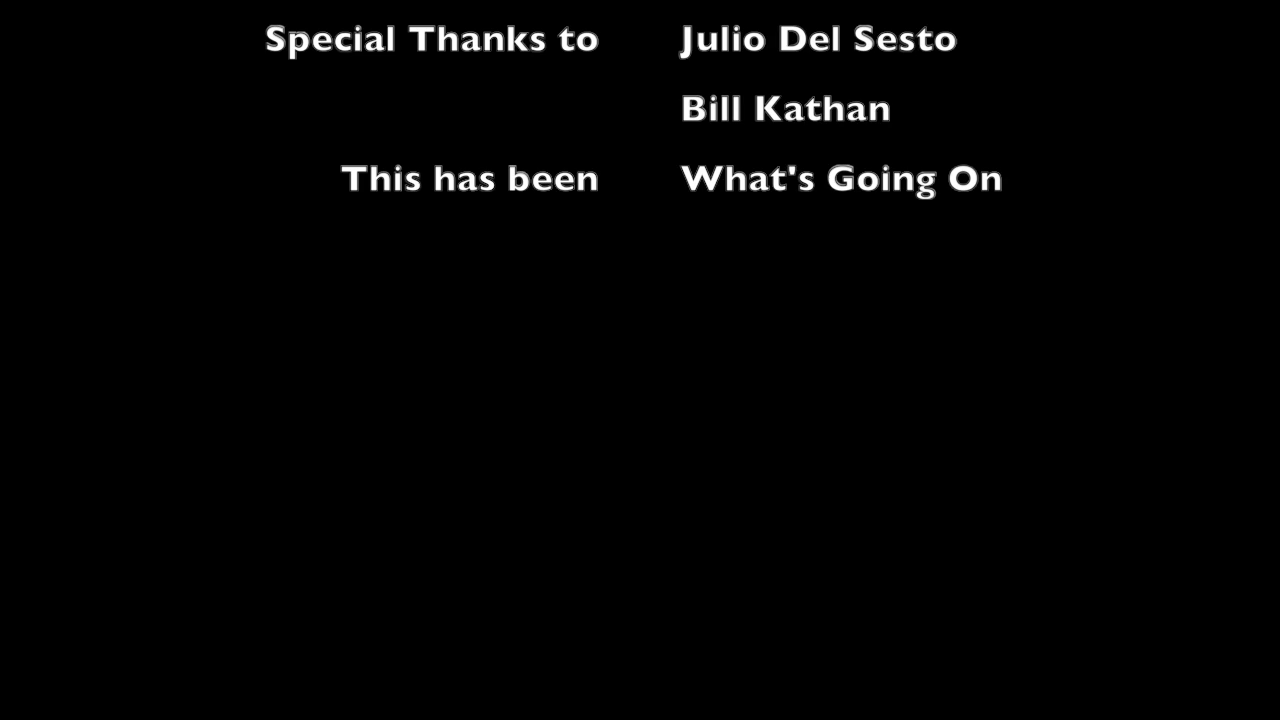 Special Thanks to Julio Del Sesto
Bill Kathan
This has been What's Going On